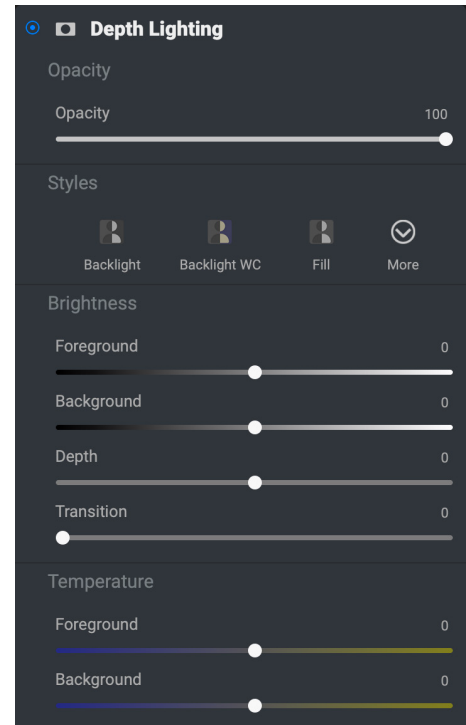 Depth Lighting
Opacity
Opacity 100
Styles
Backlight Backlight WC Fill More
Brightness
Foreground 0
Background 0
Depth 0
Transition 0
Temperature
Foreground 0
Background 0